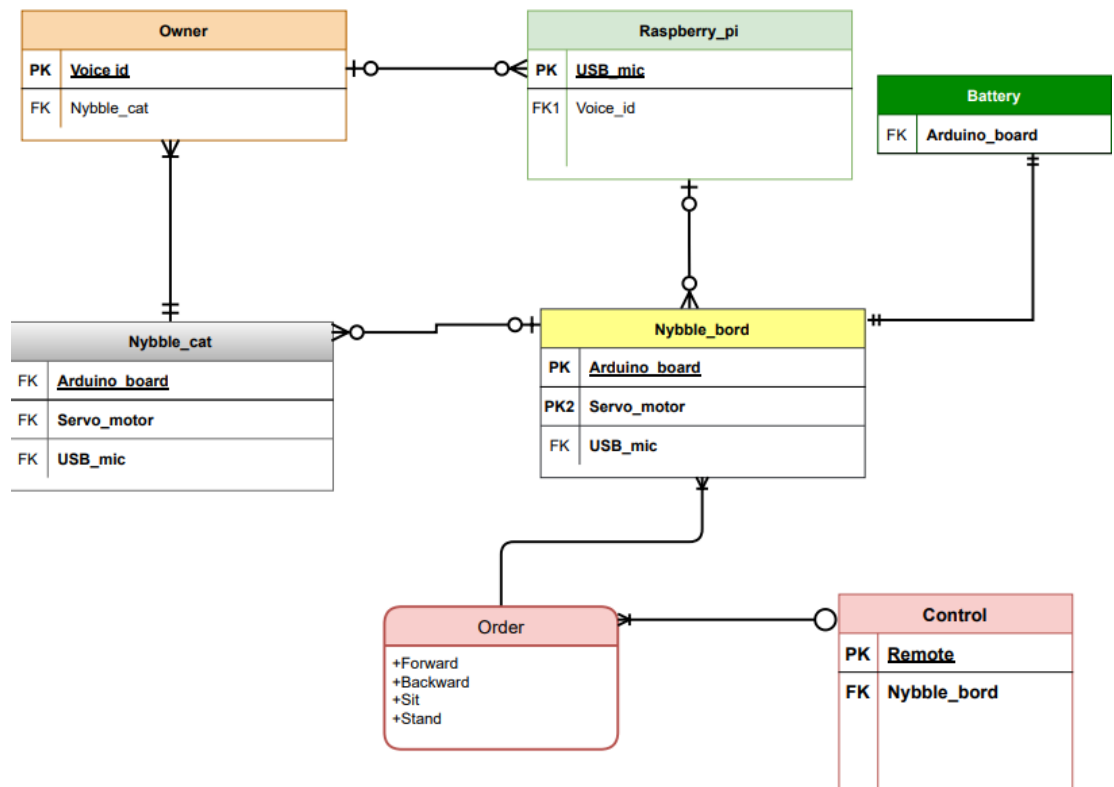 Owner
PK Voice id
FK Nybble_cat
Raspberry_pi
PK USB_mic
FK1 Voice_id
Battery
FK Arduino_board
Nybble_cat
FK Arduino_board
FK Servo_motor
FK USB_mic
Nybble_bord
PK Arduino_board
PK2 Servo_motor
FK USB_mic
Order
+Forward
+Backward
+Sit
+Stand
Control
PK Remote
FK Nybble_bord